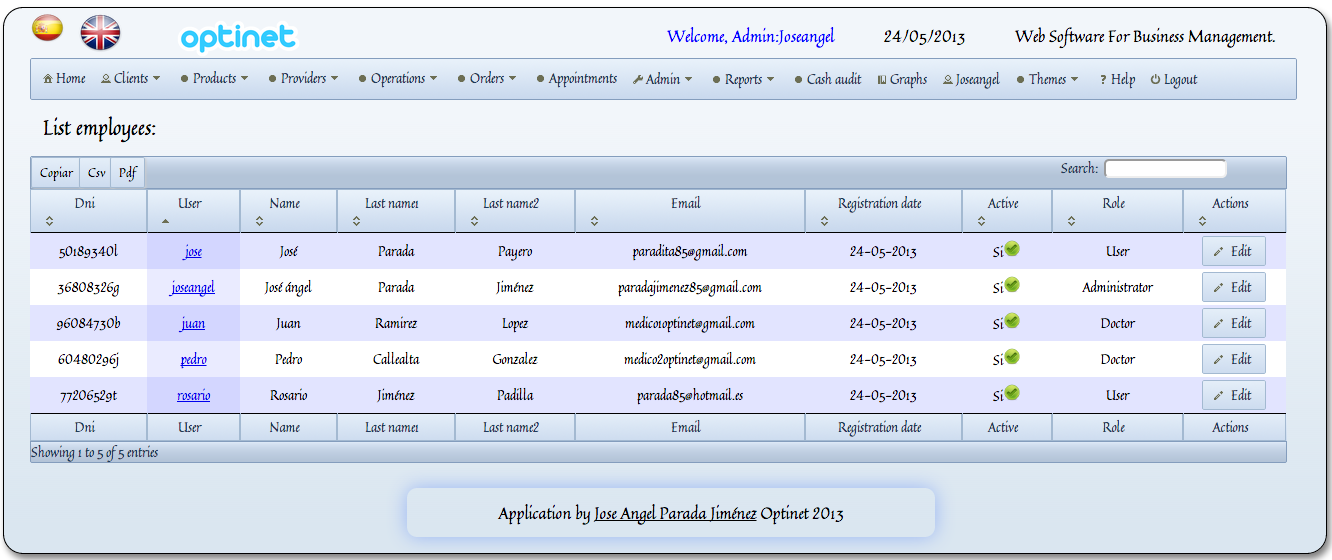 optinet Welcome, Admin:Joseangel 24/05/2013 Web Software For Business Management.
Home Clients Products Providers Operations Orders Appointments Admin Reports Cash audit Graphs Joseangel Themes ? Help Logout
List employees:
Copiar Csv Pdf Search:
Dni User Name Last name1 Last name2 Email Registration date Active Role Actions
50189340l jose José Parada Payero paradita85@gmail.com 24-05-2013 Sí User Edit
36808326g joseangel José ángel Parada Jiménez paradajimenez85@gmail.com 24-05-2013 Sí Administrator Edit
96084730b juan Juan Ramirez Lopez medico1optinet@gmail.com 24-05-2013 Sí Doctor Edit
60480296j pedro Pedro Callealta Gonzalez medico2optinet@gmail.com 24-05-2013 Sí Doctor Edit
77206529t rosario Rosario Jiménez Padilla parada85@hotmail.es 24-05-2013 Sí User Edit
Dni User Name Last name1 Last name2 Email Registration date Active Role Actions
Showing 1 to 5 of 5 entries
Application by Jose Angel Parada Jiménez Optinet 2013